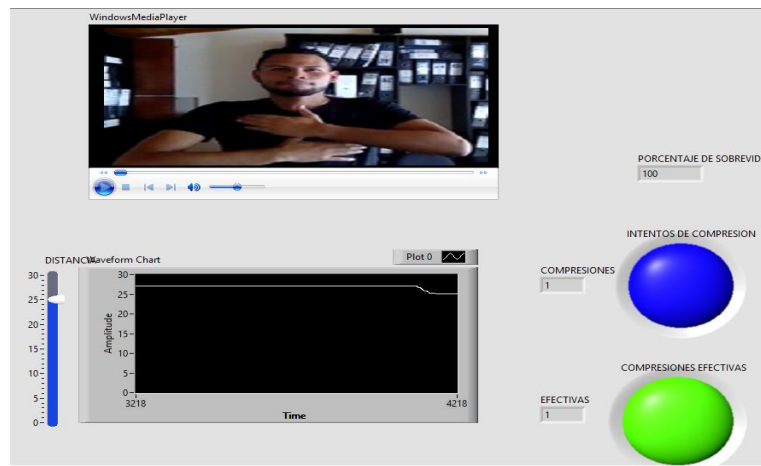 WindowsMediaPlayer
PORCENTAJE DE SOBREVID
100
INTENTOS DE COMPRESION
COMPRESIONES
1
DISTANCIA
Waveform Chart
Plot 0
30
25
20
15
10
5
0
Amplitude
30
25
20
15
10
5
0
3218
4218
Time
COMPRESIONES EFECTIVAS
EFECTIVAS
1